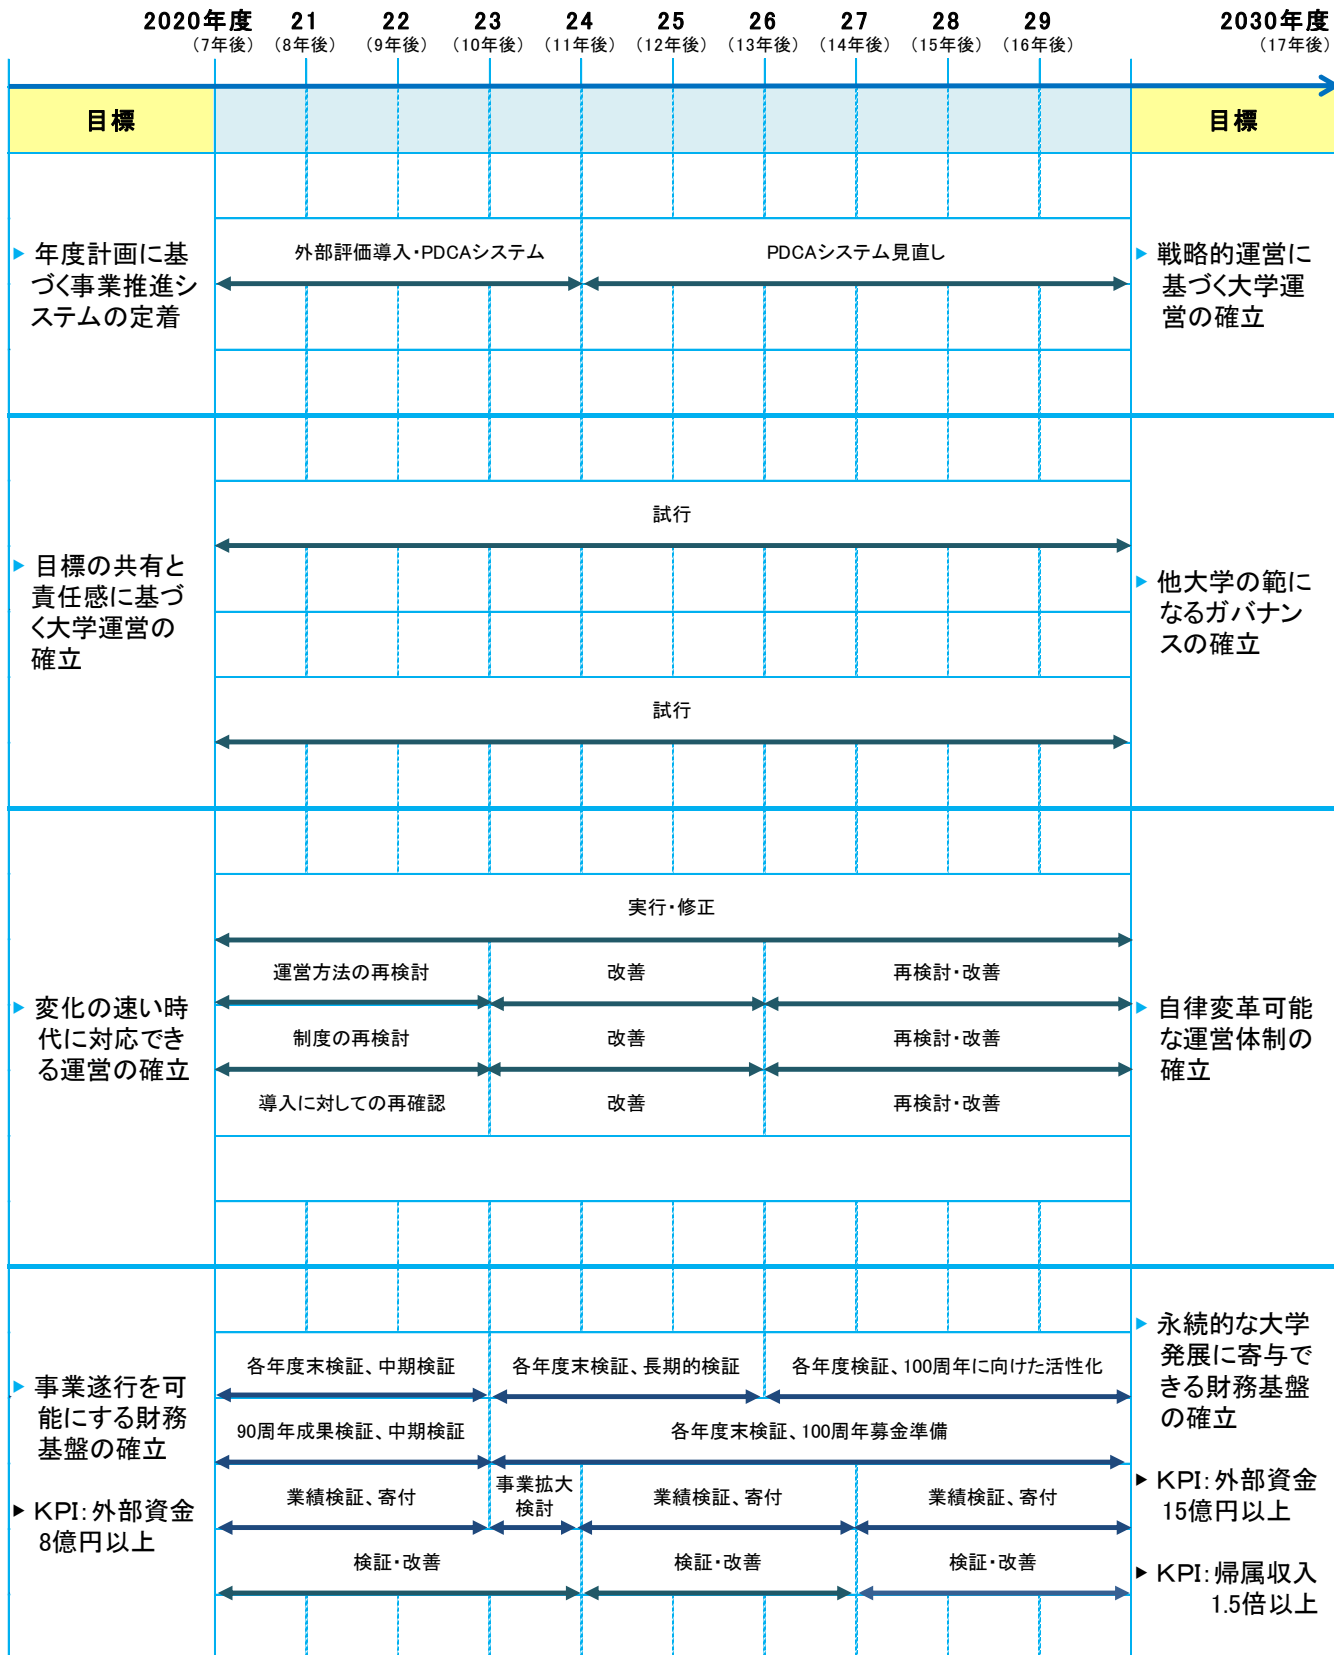 2020年度 21 22 23 24 25 26 27 28 29 2030年度
（7年後） （8年後） （9年後） （10年後） （11年後） （12年後） （13年後） （14年後） （15年後） （16年後） （17年後）
目標 目標
▶ 年度計画に基
づく事業推進シ
ステムの定着
外部評価導入・PDCAシステム PDCAシステム見直し
▶ 戦略的運営に
基づく大学運
営の確立
▶ 目標の共有と
責任感に基づ
く大学運営の
確立
試行
試行
▶ 他大学の範に
なるガバナン
スの確立
▶ 変化の速い時
代に対応でき
る運営の確立
実行・修正
運営方法の再検討 改善 再検討・改善
制度の再検討 改善 再検討・改善
導入に対しての再確認 改善 再検討・改善
▶ 自律変革可能
な運営体制の
確立
▶ 事業遂行を可
能にする財務
基盤の確立
▶ KPI：外部資金
8億円以上
各年度末検証、中期検証 各年度末検証、長期的検証 各年度検証、100周年に向けた活性化
90周年成果検証、中期検証 各年度末検証、100周年募金準備
業績検証、寄付 事業拡大
検討 業績検証、寄付 業績検証、寄付
検証・改善 検証・改善 検証・改善
▶ 永続的な大学
発展に寄与で
きる財務基盤
の確立
▶ KPI：外部資金
15億円以上
▶ KPI：帰属収入
1.5倍以上